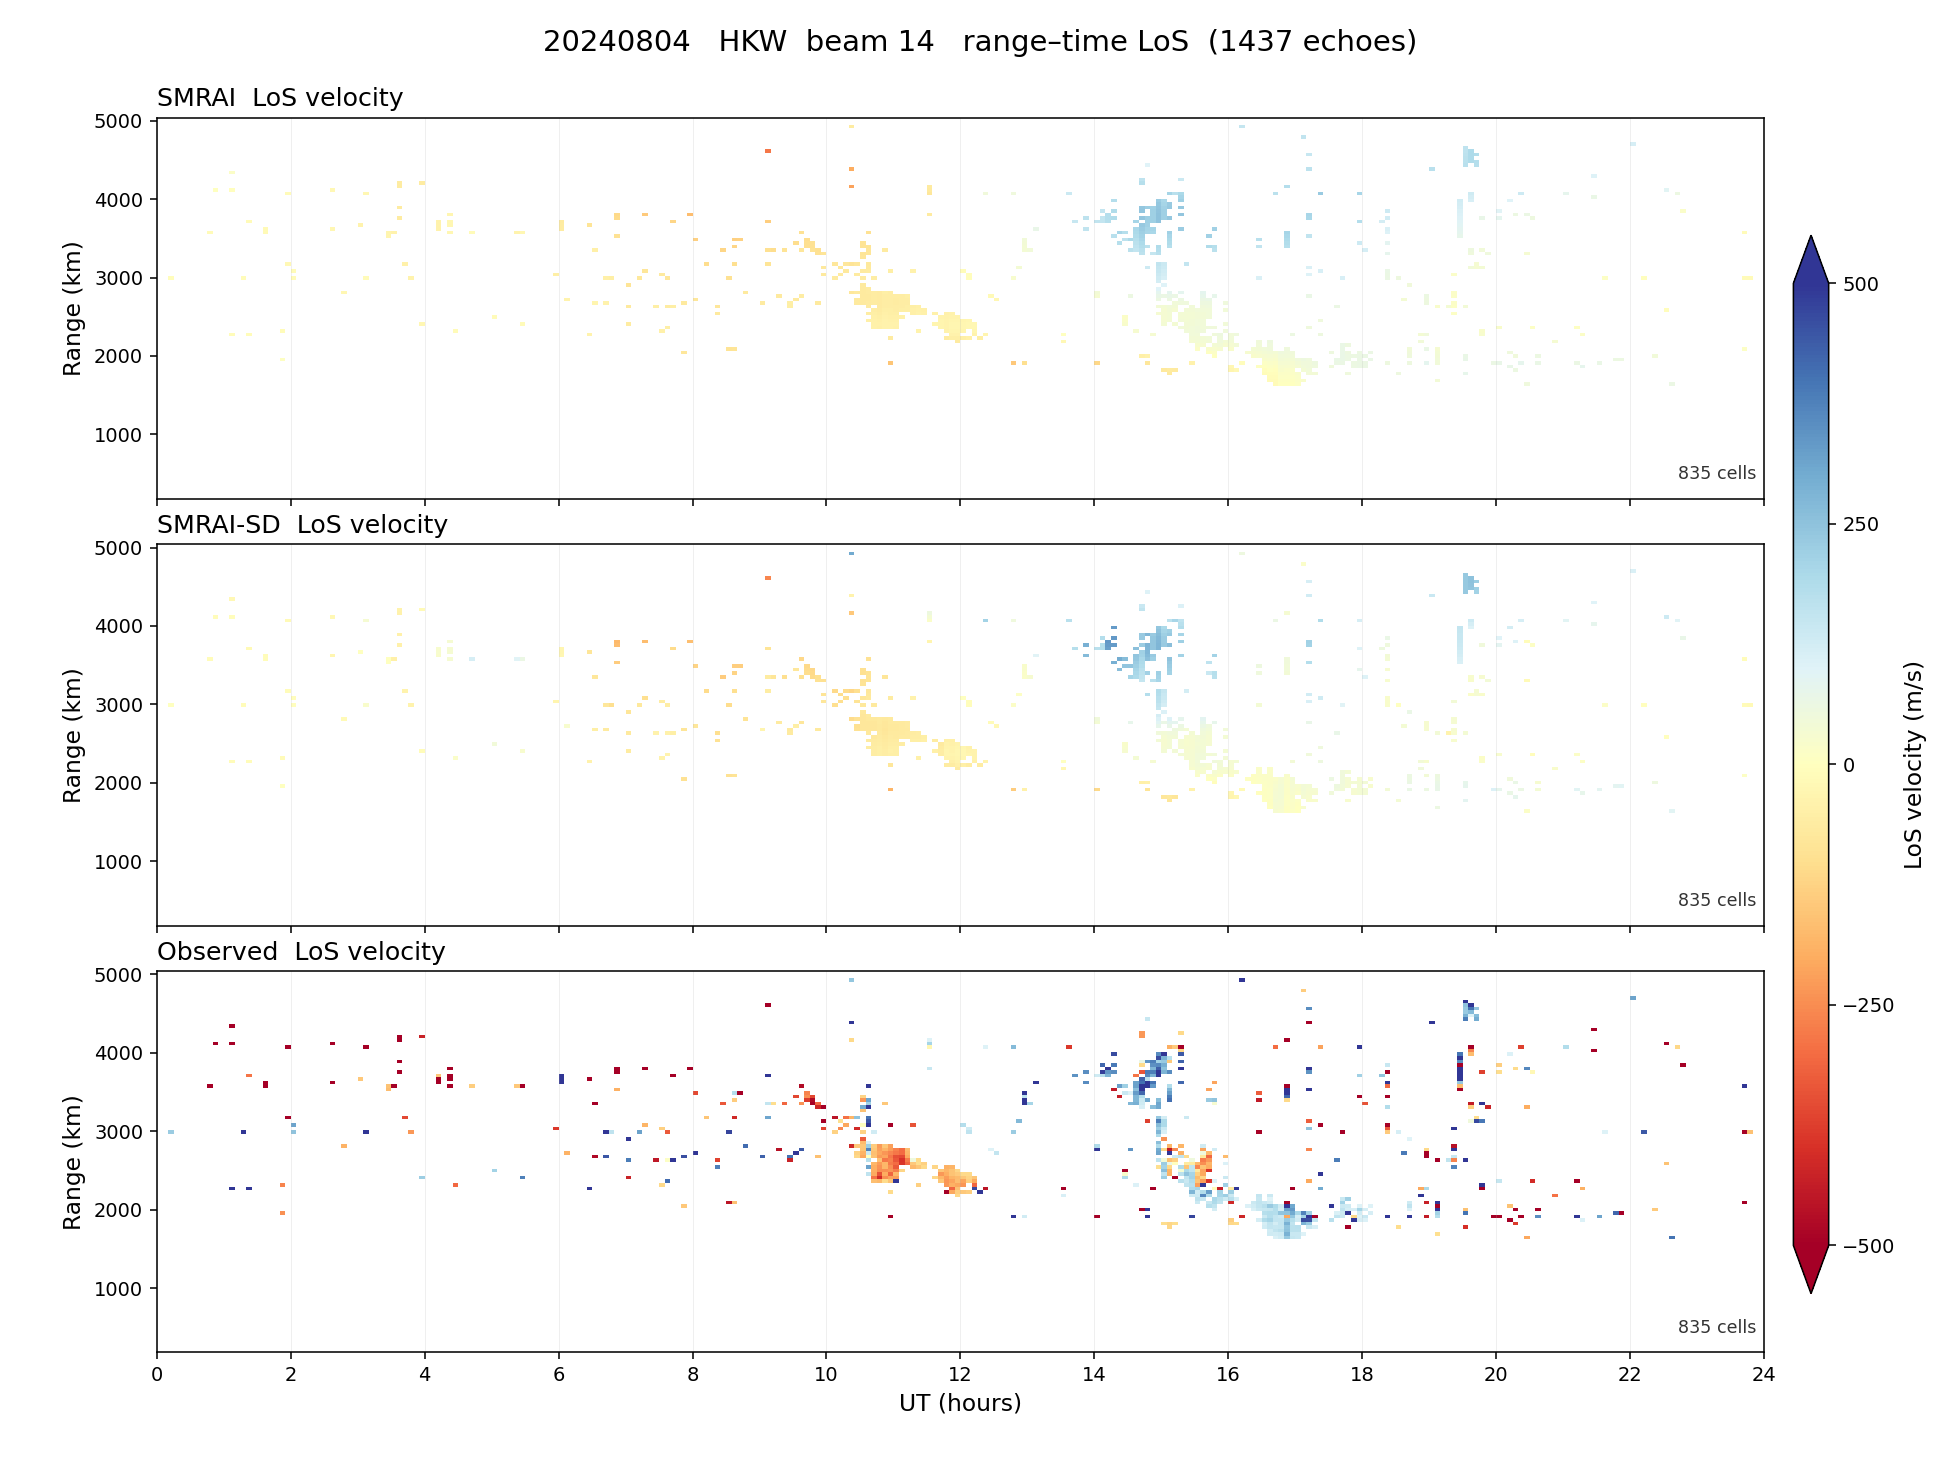 20240804   HKW  beam 14   range–time LoS  (1437 echoes)
SMRAI  LoS velocity
5000
4000
3000
2000
1000
Range (km)
835 cells
SMRAI-SD  LoS velocity
5000
4000
3000
2000
1000
Range (km)
835 cells
Observed  LoS velocity
5000
4000
3000
2000
1000
Range (km)
835 cells
0 2 4 6 8 10 12 14 16 18 20 22 24
UT (hours)
500
250
0
−250
−500
LoS velocity (m/s)